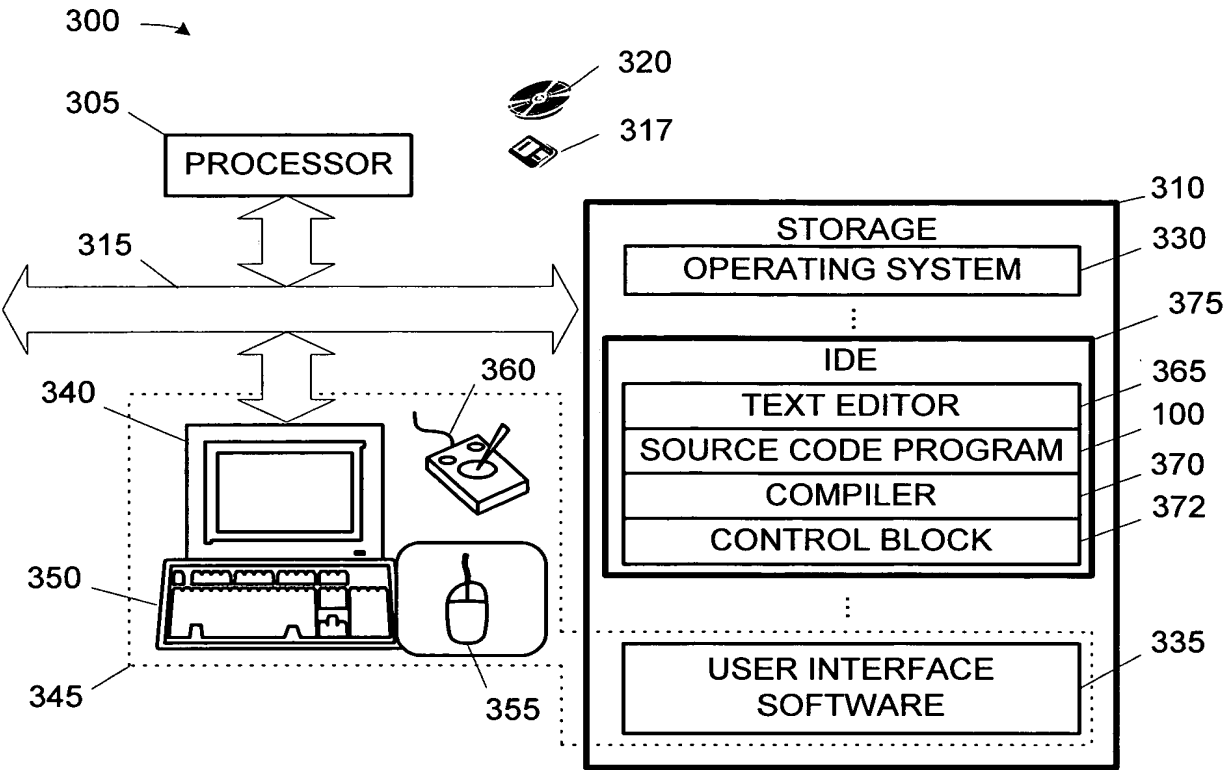 300
320
305
317
PROCESSOR
310
STORAGE
315
330
OPERATING SYSTEM
375
IDE
360
365
340
TEXT EDITOR
100
SOURCE CODE PROGRAM
370
COMPILER
372
CONTROL BLOCK
350
335
USER INTERFACE
SOFTWARE
345
355